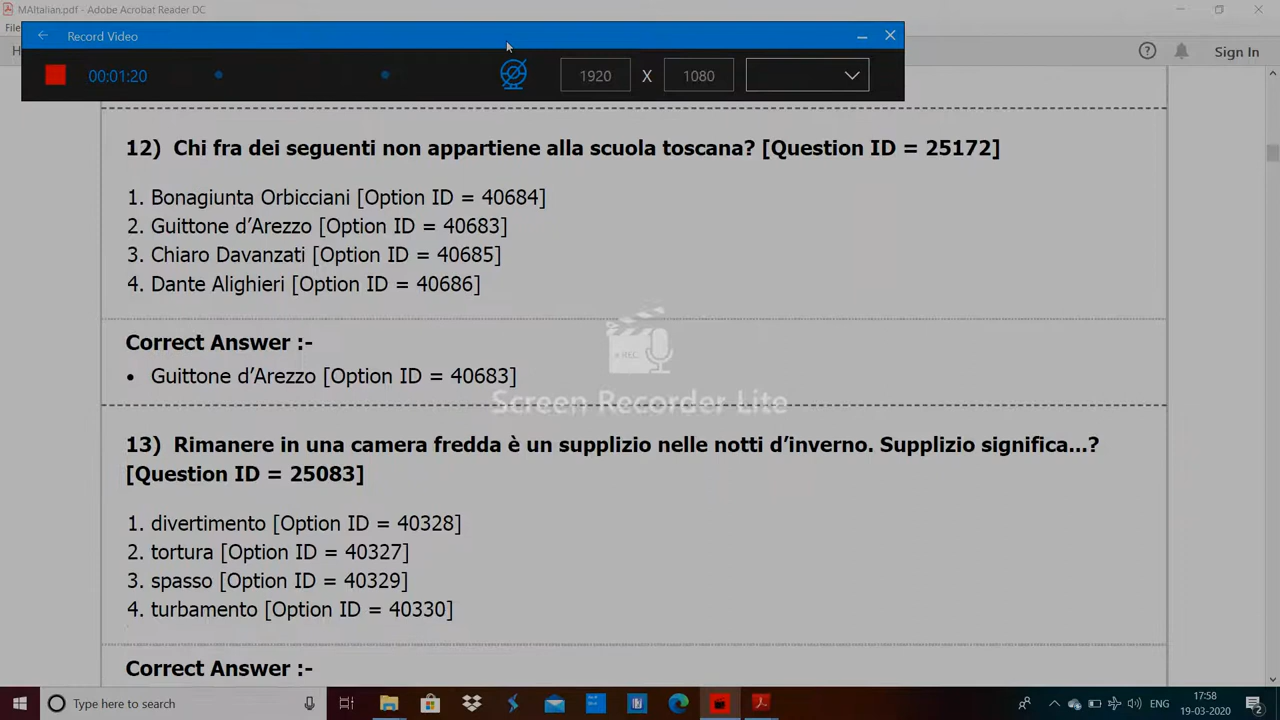 MAItalian.pdf - Adobe Acrobat Reader DC
File
Record Video
H
Sign In
00:01:20
1920 X 1080
12) Chi fra dei seguenti non appartiene alla scuola toscana? [Question ID = 25172]
1. Bonagiunta Orbicciani [Option ID = 40684]
2. Guittone d’Arezzo [Option ID = 40683]
3. Chiaro Davanzati [Option ID = 40685]
4. Dante Alighieri [Option ID = 40686]
Correct Answer :-
• Guittone d’Arezzo [Option ID = 40683]
REC
Screen Recorder Lite
13) Rimanere in una camera fredda è un supplizio nelle notti d’inverno. Supplizio significa...?
[Question ID = 25083]
1. divertimento [Option ID = 40328]
2. tortura [Option ID = 40327]
3. spasso [Option ID = 40329]
4. turbamento [Option ID = 40330]
Correct Answer :-
Type here to search
ENG
17:58
19-03-2020
2